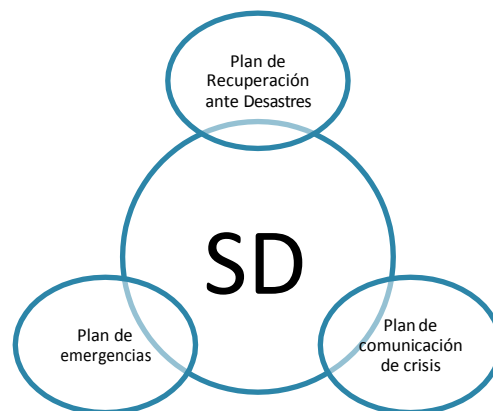 Plan de
Recuperación
ante Desastres
SD
Plan de
emergencias
Plan de
comunicación
de crisis